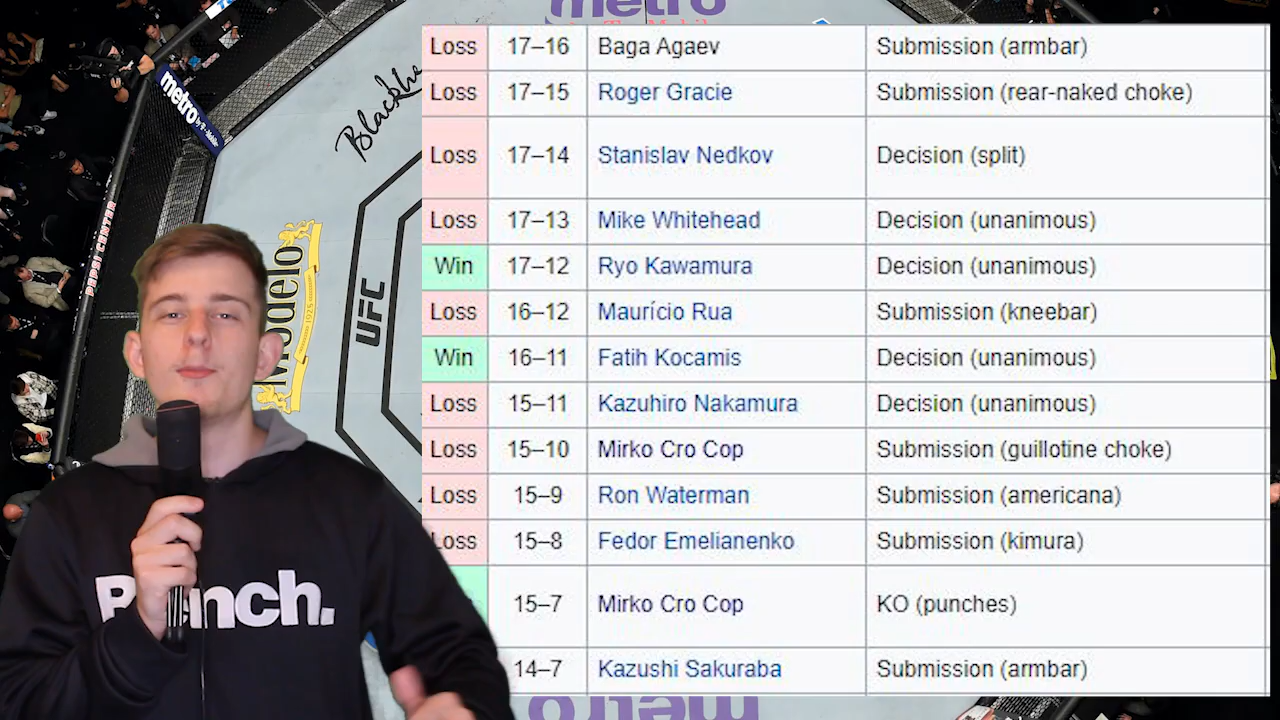 metro
Loss 17–16 Baga Agaev Submission (armbar)
Loss 17–15 Roger Gracie Submission (rear-naked choke)
Loss 17–14 Stanislav Nedkov Decision (split)
Loss 17–13 Mike Whitehead Decision (unanimous)
Win 17–12 Ryo Kawamura Decision (unanimous)
Loss 16–12 Maurício Rua Submission (kneebar)
Win 16–11 Fatih Kocamis Decision (unanimous)
Loss 15–11 Kazuhiro Nakamura Decision (unanimous)
Loss 15–10 Mirko Cro Cop Submission (guillotine choke)
Loss 15–9 Ron Waterman Submission (americana)
Loss 15–8 Fedor Emelianenko Submission (kimura)
15–7 Mirko Cro Cop KO (punches)
14–7 Kazushi Sakuraba Submission (armbar)
metro
PEPSI CENTER
Modelo
1925
UFC
metro